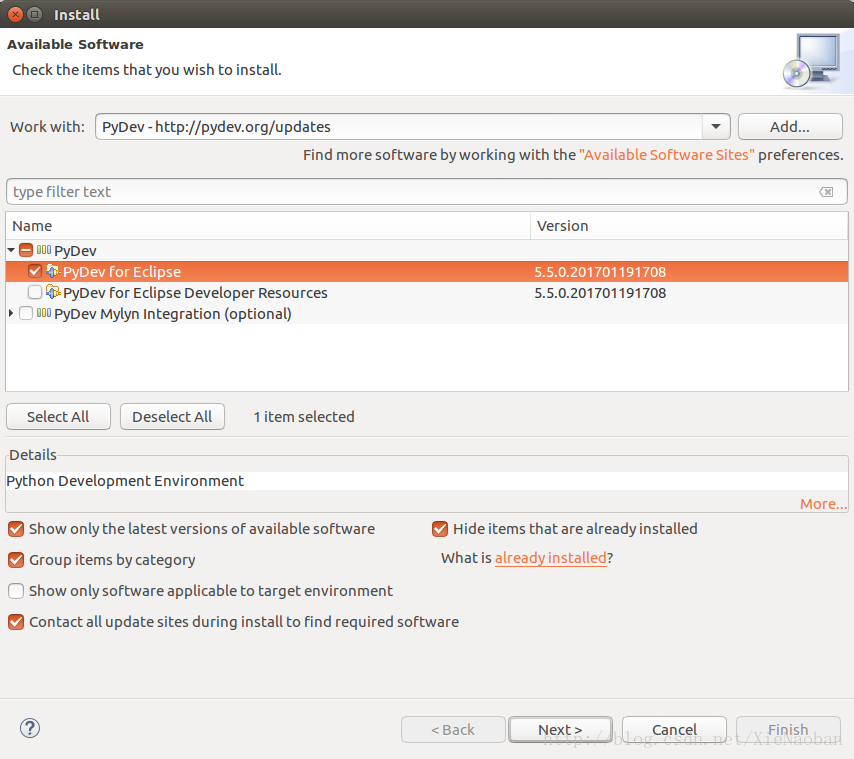 Install
Available Software
Check the items that you wish to install.
Work with: PyDev - http://pydev.org/updates Add...
Find more software by working with the "Available Software Sites" preferences.
type filter text
Name Version
PyDev
PyDev for Eclipse 5.5.0.201701191708
PyDev for Eclipse Developer Resources 5.5.0.201701191708
PyDev Mylyn Integration (optional)
Select All Deselect All 1 item selected
Details
Python Development Environment
More...
Show only the latest versions of available software Hide items that are already installed
Group items by category What is already installed?
Show only software applicable to target environment
Contact all update sites during install to find required software
? < Back Next > Cancel Finish
http://blog.csdn.net/XieNaoban